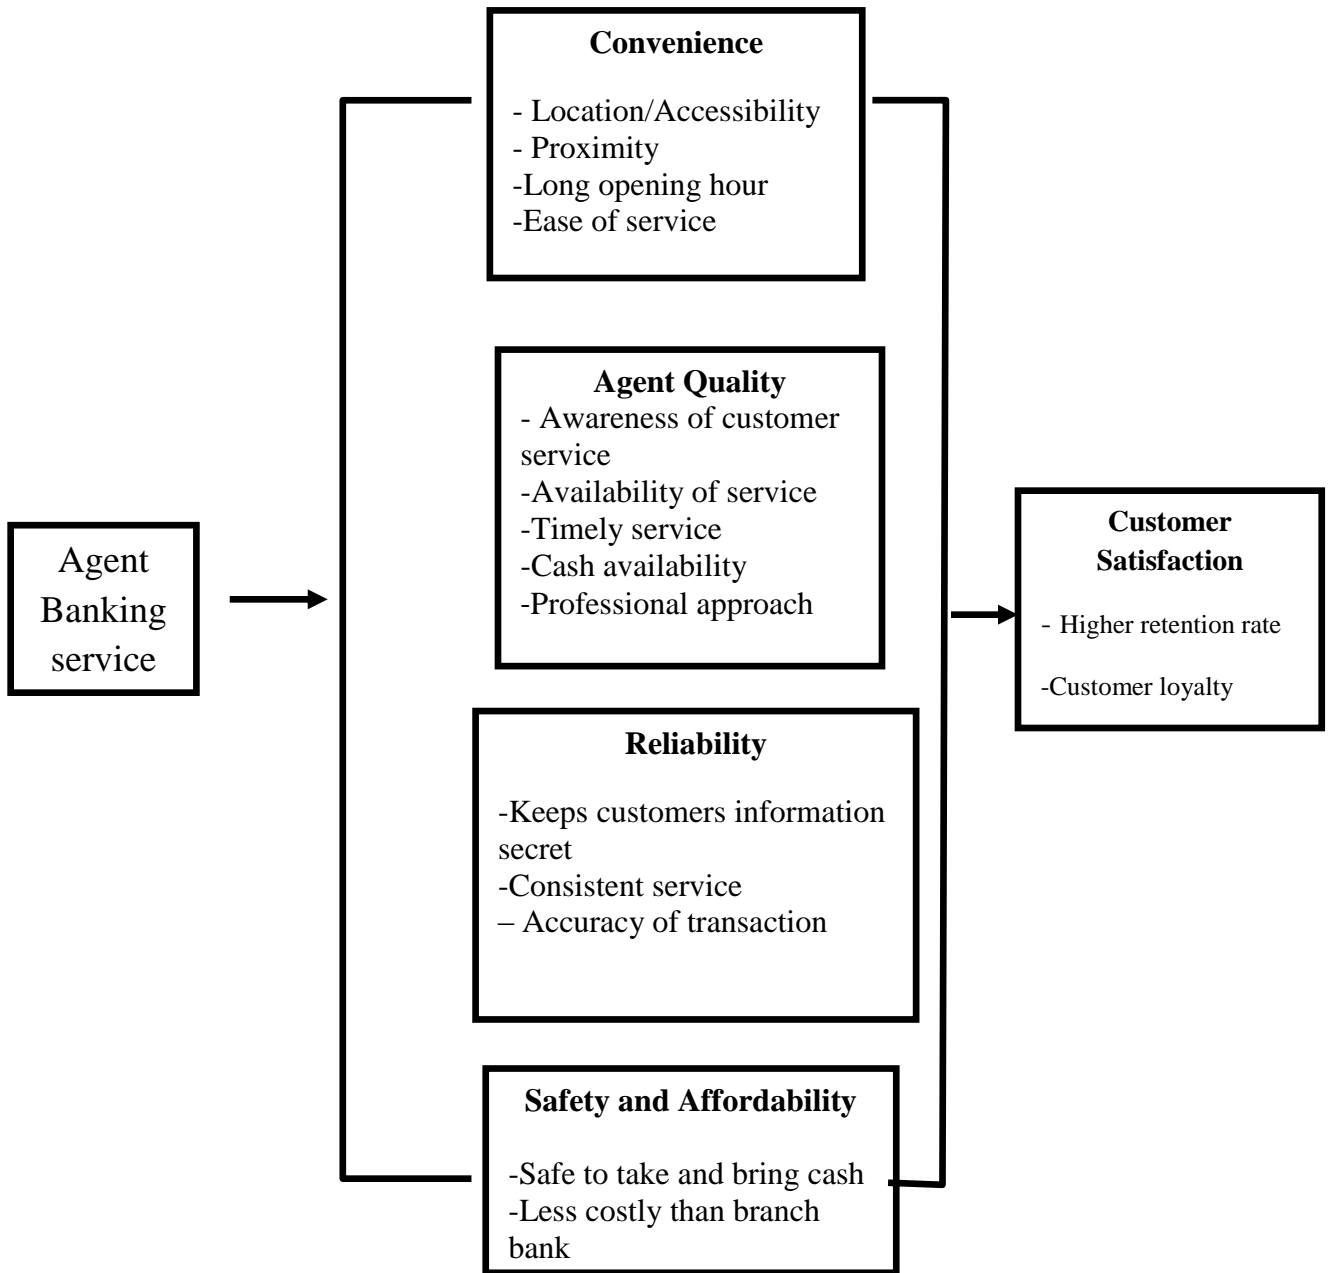 Agent
Banking
service
Convenience
- Location/Accessibility
- Proximity
-Long opening hour
-Ease of service
Agent Quality
- Awareness of customer
service
-Availability of service
-Timely service
-Cash availability
-Professional approach
Reliability
-Keeps customers information
secret
-Consistent service
– Accuracy of transaction
Safety and Affordability
-Safe to take and bring cash
-Less costly than branch
bank
Customer
Satisfaction
- Higher retention rate
-Customer loyalty